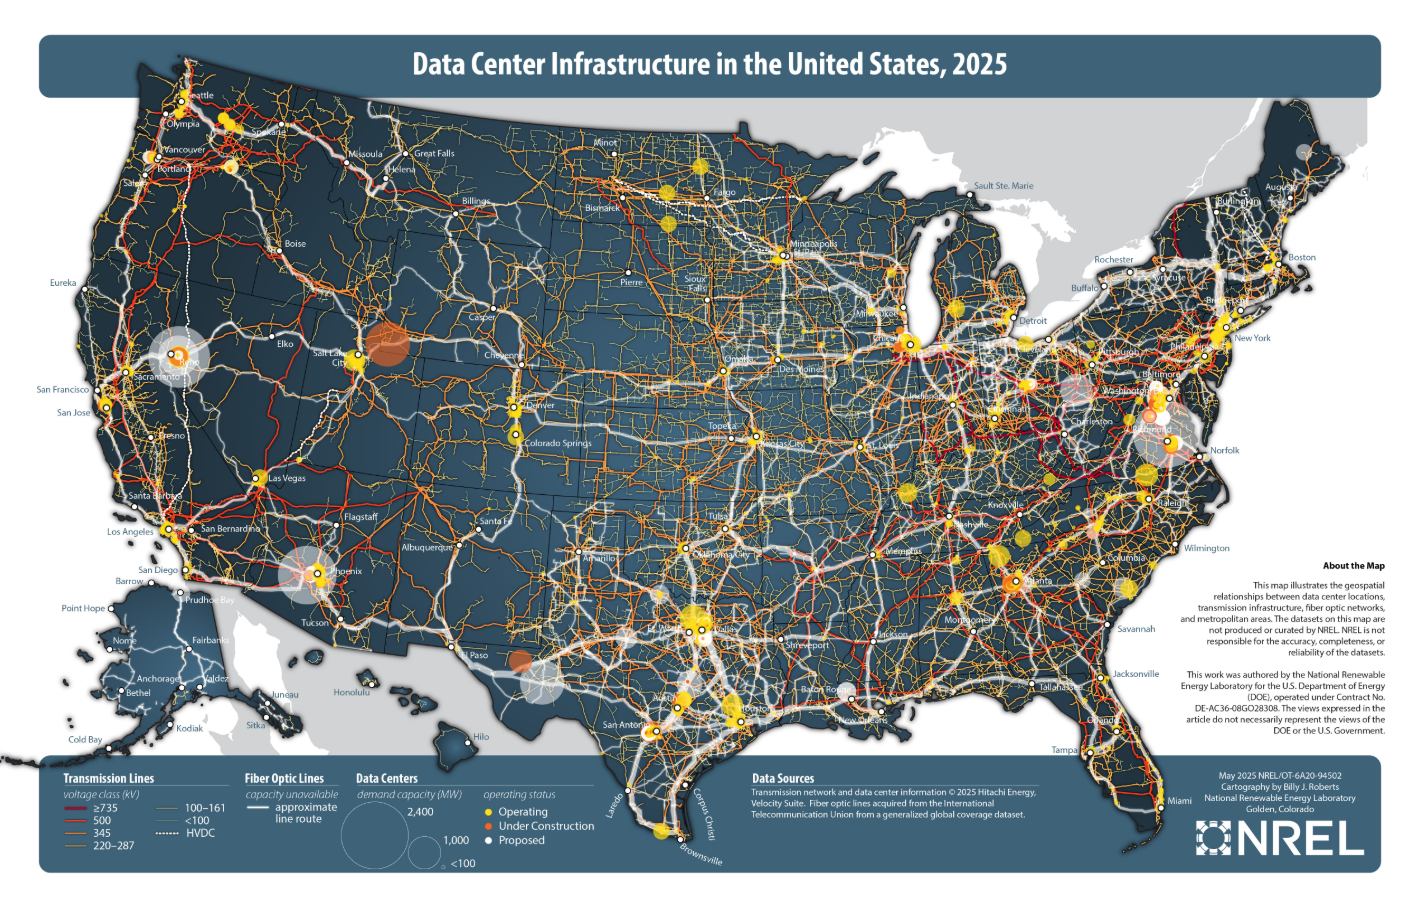 Data Center Infrastructure in the United States, 2025
eattle
Olympia
Spokane
Vancouver
Portland
Missoula
Great Falls
Helena
Minot
Sault Ste. Marie
Augusta
Burlington
Billings
Bismarck
Fargo
Boise
Minneapolis
Rochester
Syracuse
Boston
Eureka
Pierre
Sioux
Falls
Buffalo
Casper
Milwaukee
Detroit
New York
Elko
Salt Lake
City
Cheyenne
Omaha
Des Moines
Chicago
Cleveland
Pittsburgh
Philadelphia
Reno
Sacramento
Baltimore
San Francisco
San Jose
Denver
Indianapolis
Washington
Fresno
Colorado Springs
Topeka
Kansas City
St. Louis
Cincinnati
Charleston
Richmond
Norfolk
Las Vegas
Santa Barbara
Los Angeles
San Bernardino
Flagstaff
Santa Fe
Albuquerque
Amarillo
Tulsa
Oklahoma City
Nashville
Knoxville
Raleigh
Memphis
Columbia
Wilmington
San Diego
Phoenix
Atlanta
Barrow
Prudhoe Bay
Point Hope
Tucson
El Paso
Ft. Worth
Dallas
Shreveport
Jackson
Montgomery
Savannah
Nome
Fairbanks
Anchorage
Valdez
Bethel
Juneau
Honolulu
Austin
Houston
Baton Rouge
New Orleans
Tallahassee
Jacksonville
Kodiak
Sitka
Hilo
San Antonio
Orlando
Cold Bay
Tampa
Laredo
Corpus Christi
Miami
Brownsville
About the Map
This map illustrates the geospatial
relationships between data center locations,
transmission infrastructure, fiber optic networks,
and metropolitan areas. The datasets on this map are
not produced or curated by NREL. NREL is not
responsible for the accuracy, completeness, or
reliability of the datasets.
This work was authored by the National Renewable
Energy Laboratory for the U.S. Department of Energy
(DOE), operated under Contract No.
DE-AC36-08GO28308. The views expressed in the
article do not necessarily represent the views of the
DOE or the U.S. Government.
Transmission Lines
voltage class (kV)
≥735
500
345
220–287
100–161
<100
HVDC
Fiber Optic Lines
capacity unavailable
approximate
line route
Data Centers
demand capacity (MW)
2,400
1,000
<100
operating status
Operating
Under Construction
Proposed
Data Sources
Transmission network and data center information © 2025 Hitachi Energy,
Velocity Suite. Fiber optic lines acquired from the International
Telecommunication Union from a generalized global coverage dataset.
May 2025 NREL/OT-6A20-94502
Cartography by Billy J. Roberts
National Renewable Energy Laboratory
Golden, Colorado
NREL